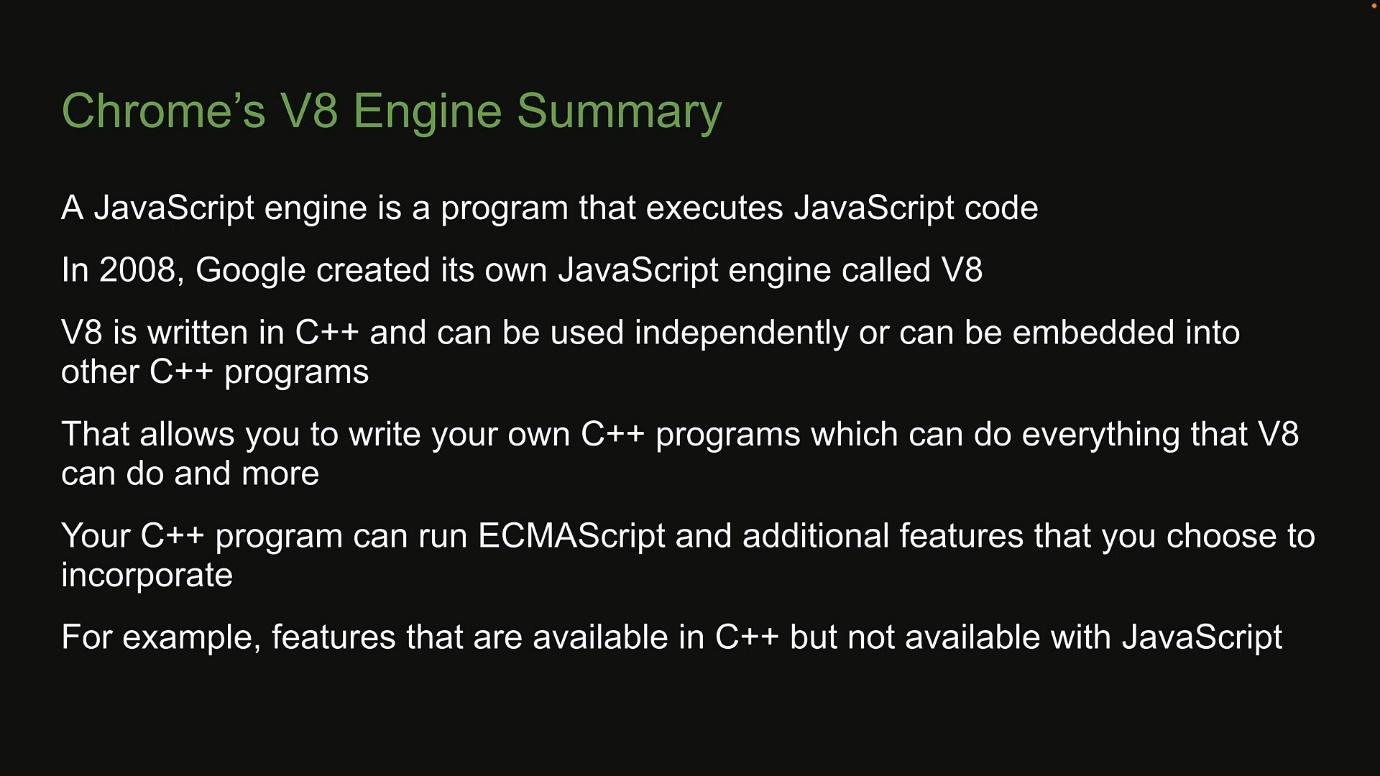 Chrome’s V8 Engine Summary
A JavaScript engine is a program that executes JavaScript code
In 2008, Google created its own JavaScript engine called V8
V8 is written in C++ and can be used independently or can be embedded into
other C++ programs
That allows you to write your own C++ programs which can do everything that V8
can do and more
Your C++ program can run ECMAScript and additional features that you choose to
incorporate
For example, features that are available in C++ but not available with JavaScript